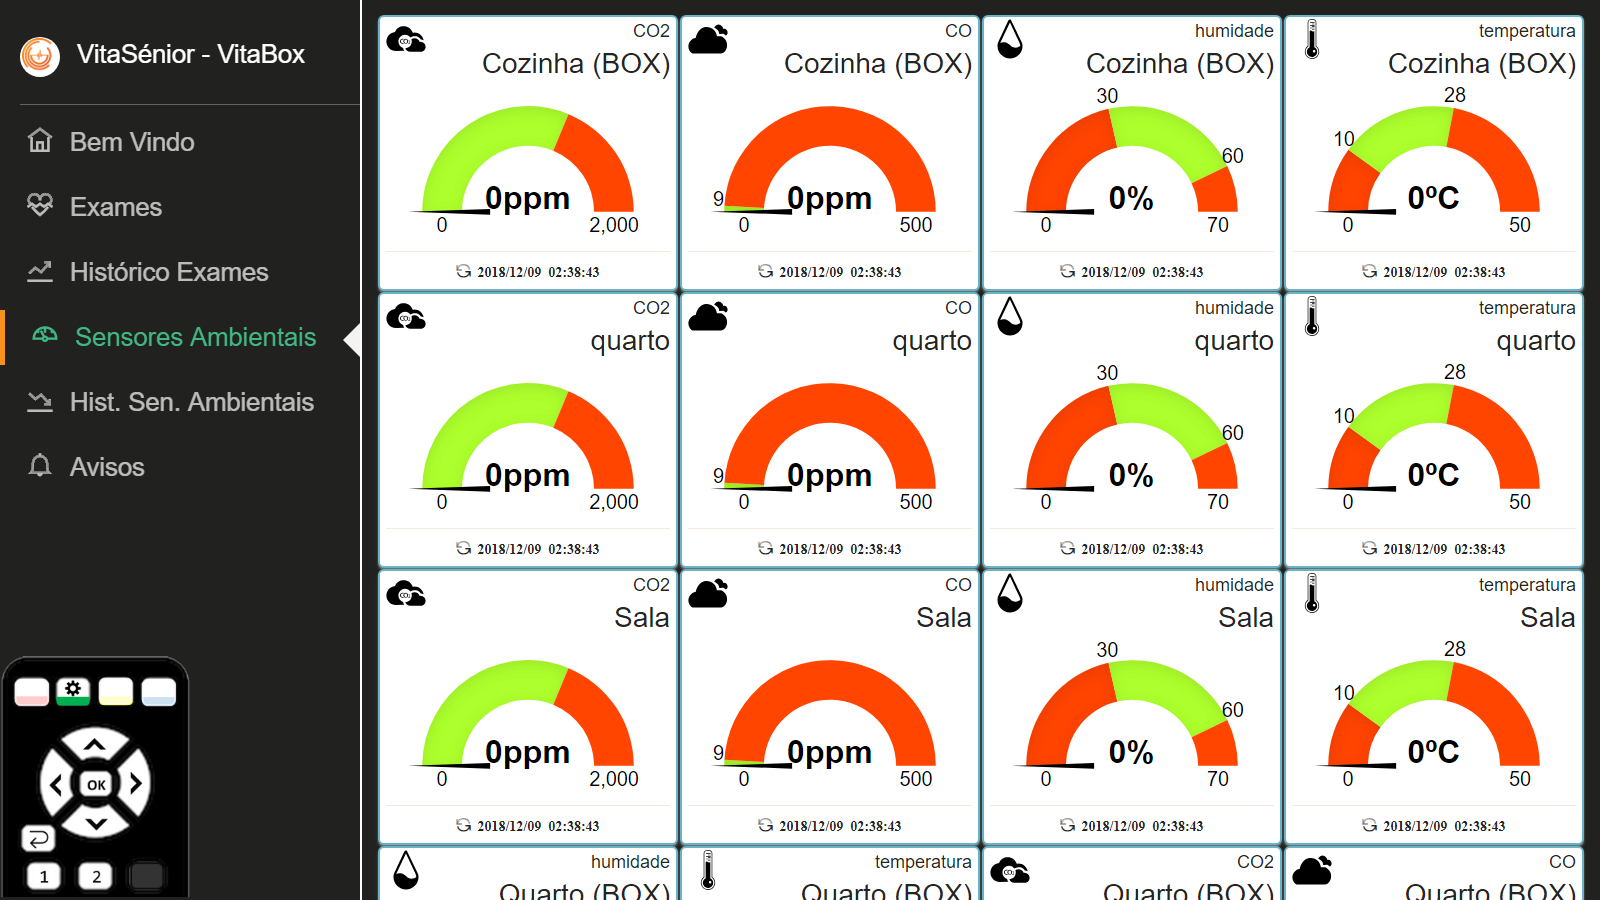 VitaSénior - VitaBox
Bem Vindo
Exames
Histórico Exames
Sensores Ambientais
Hist. Sen. Ambientais
Avisos
OK
1
2
CO2
Cozinha (BOX)
0ppm
0
2,000
2018/12/09 02:38:43
CO
Cozinha (BOX)
9
0ppm
0
500
2018/12/09 02:38:43
humidade
Cozinha (BOX)
30
60
0%
0
70
2018/12/09 02:38:43
temperatura
Cozinha (BOX)
28
10
0ºC
0
50
2018/12/09 02:38:43
CO2
quarto
0ppm
0
2,000
2018/12/09 02:38:43
CO
quarto
9
0ppm
0
500
2018/12/09 02:38:43
humidade
quarto
30
60
0%
0
70
2018/12/09 02:38:43
temperatura
quarto
28
10
0ºC
0
50
2018/12/09 02:38:43
CO2
Sala
0ppm
0
2,000
2018/12/09 02:38:43
CO
Sala
9
0ppm
0
500
2018/12/09 02:38:43
humidade
Sala
30
60
0%
0
70
2018/12/09 02:38:43
temperatura
Sala
28
10
0ºC
0
50
2018/12/09 02:38:43
humidade
Quarto (BOX)
temperatura
Quarto (BOX)
CO2
Quarto (BOX)
CO
Quarto (BOX)